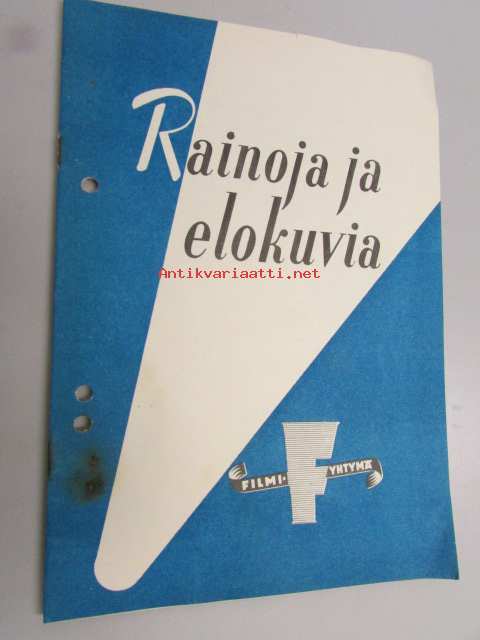 Rainoja ja
elokuvia
Antikvariaatti.net
FILMI-YHTYMÄ
F